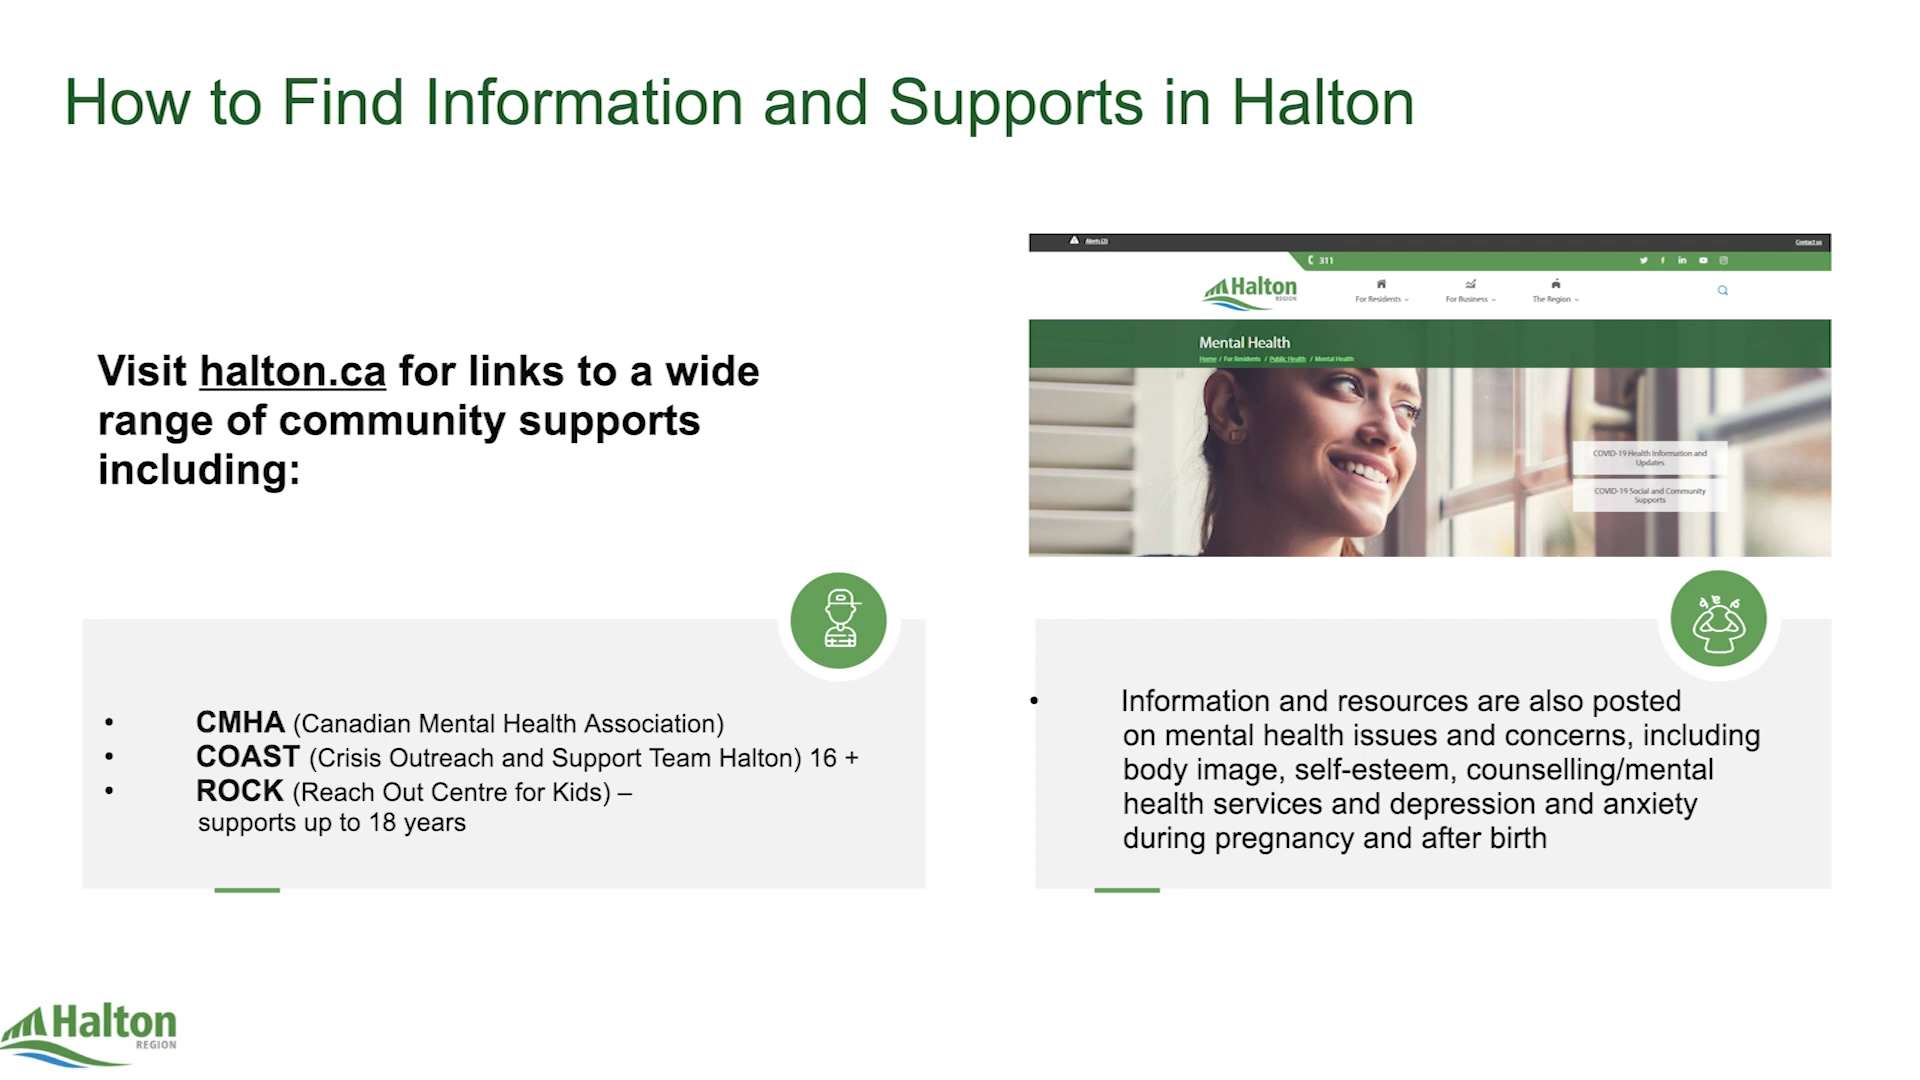 How to Find Information and Supports in Halton
Visit halton.ca for links to a wide
range of community supports
including:
Alerts (2)
Contact us
311
Halton
REGION
For Residents
For Business
The Region
Mental Health
Home / For Residents / Public Health / Mental Health
COVID-19 Health Information and
Updates
COVID-19 Social and Community
Supports
• CMHA (Canadian Mental Health Association)
• COAST (Crisis Outreach and Support Team Halton) 16 +
• ROCK (Reach Out Centre for Kids) –
supports up to 18 years
• Information and resources are also posted
on mental health issues and concerns, including
body image, self-esteem, counselling/mental
health services and depression and anxiety
during pregnancy and after birth
Halton
REGION